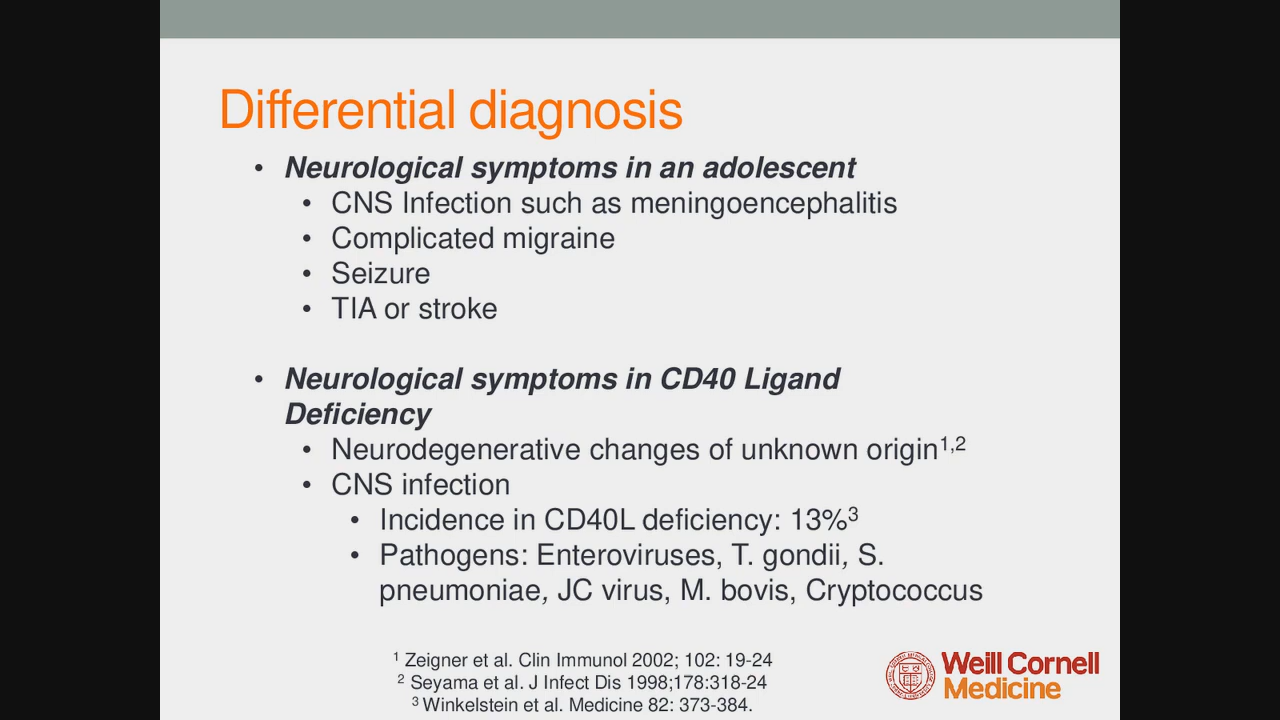 Differential diagnosis
• Neurological symptoms in an adolescent
• CNS Infection such as meningoencephalitis
• Complicated migraine
• Seizure
• TIA or stroke
• Neurological symptoms in CD40 Ligand
Deficiency
• Neurodegenerative changes of unknown origin1,2
• CNS infection
• Incidence in CD40L deficiency: 13%3
• Pathogens: Enteroviruses, T. gondii, S.
pneumoniae, JC virus, M. bovis, Cryptococcus
1 Zeigner et al. Clin Immunol 2002; 102: 19-24
2 Seyama et al. J Infect Dis 1998;178:318-24
3 Winkelstein et al. Medicine 82: 373-384.
Weill Cornell
Medicine